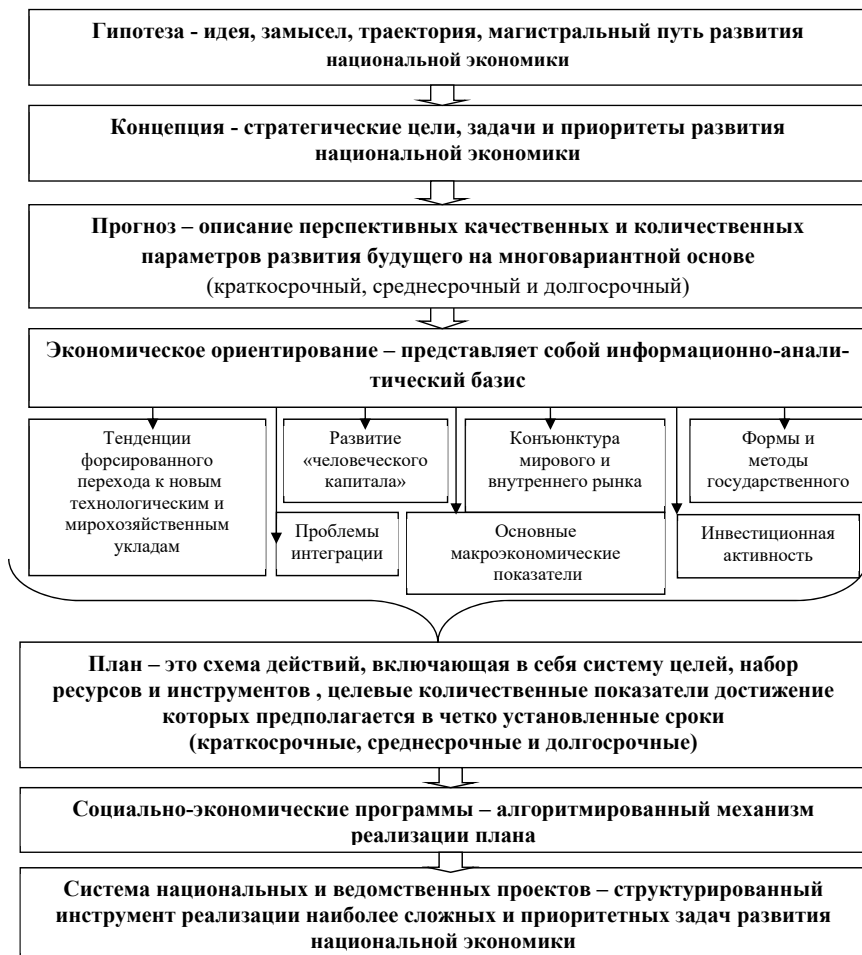 Гипотеза - идея, замысел, траектория, магистральный путь развития
национальной экономики
Концепция - стратегические цели, задачи и приоритеты развития
национальной экономики
Прогноз – описание перспективных качественных и количественных
параметров развития будущего на многовариантной основе
(краткосрочный, среднесрочный и долгосрочный)
Экономическое ориентирование – представляет собой информационно-анали-
тический базис
Тенденции
форсированного
перехода к новым
технологическим и
мирохозяйственным
укладам
Развитие
«человеческого
капитала»
Конъюнктура
мирового и
внутреннего рынка
Формы и
методы
государственного
Проблемы
интеграции
Основные
макроэкономические
показатели
Инвестиционная
активность
План – это схема действий, включающая в себя систему целей, набор
ресурсов и инструментов , целевые количественные показатели достижение
которых предполагается в четко установленные сроки
(краткосрочные, среднесрочные и долгосрочные)
Социально-экономические программы – алгоритмированный механизм
реализации плана
Система национальных и ведомственных проектов – структурированный
инструмент реализации наиболее сложных и приоритетных задач развития
национальной экономики